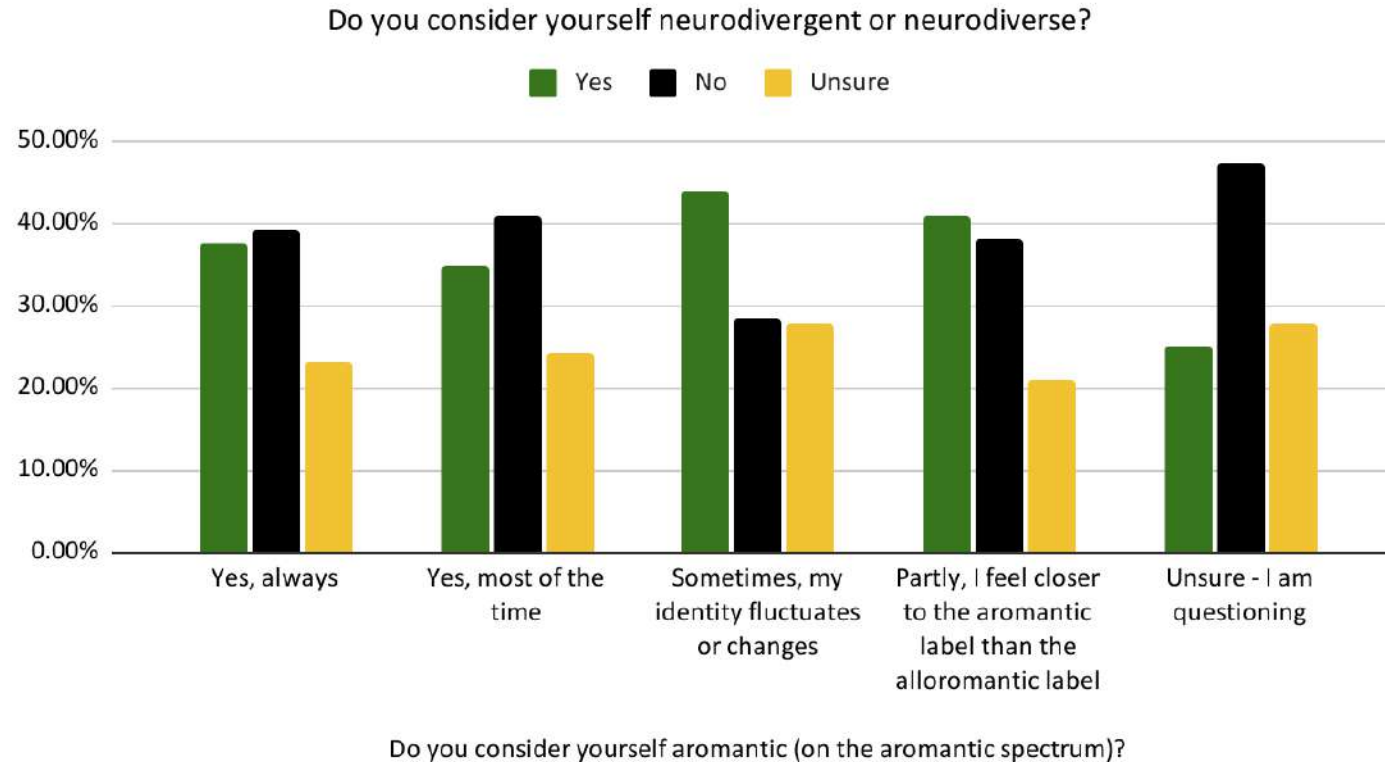 Do you consider yourself neurodivergent or neurodiverse?
Yes No Unsure
50.00%
40.00%
30.00%
20.00%
10.00%
0.00%
Yes, always
Yes, most of the
time
Sometimes, my
identity fluctuates
or changes
Partly, I feel closer
to the aromantic
label than the
alloromantic label
Unsure - I am
questioning
Do you consider yourself aromantic (on the aromantic spectrum)?